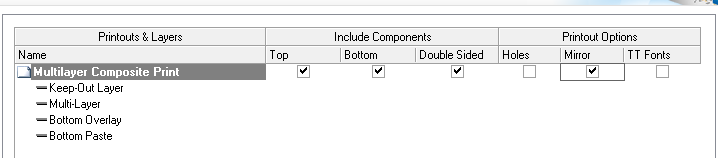 Printouts & Layers Include Components Printout Options
Name Top Bottom Double Sided Holes Mirror TT Fonts
Multilayer Composite Print
Keep-Out Layer
Multi-Layer
Bottom Overlay
Bottom Paste